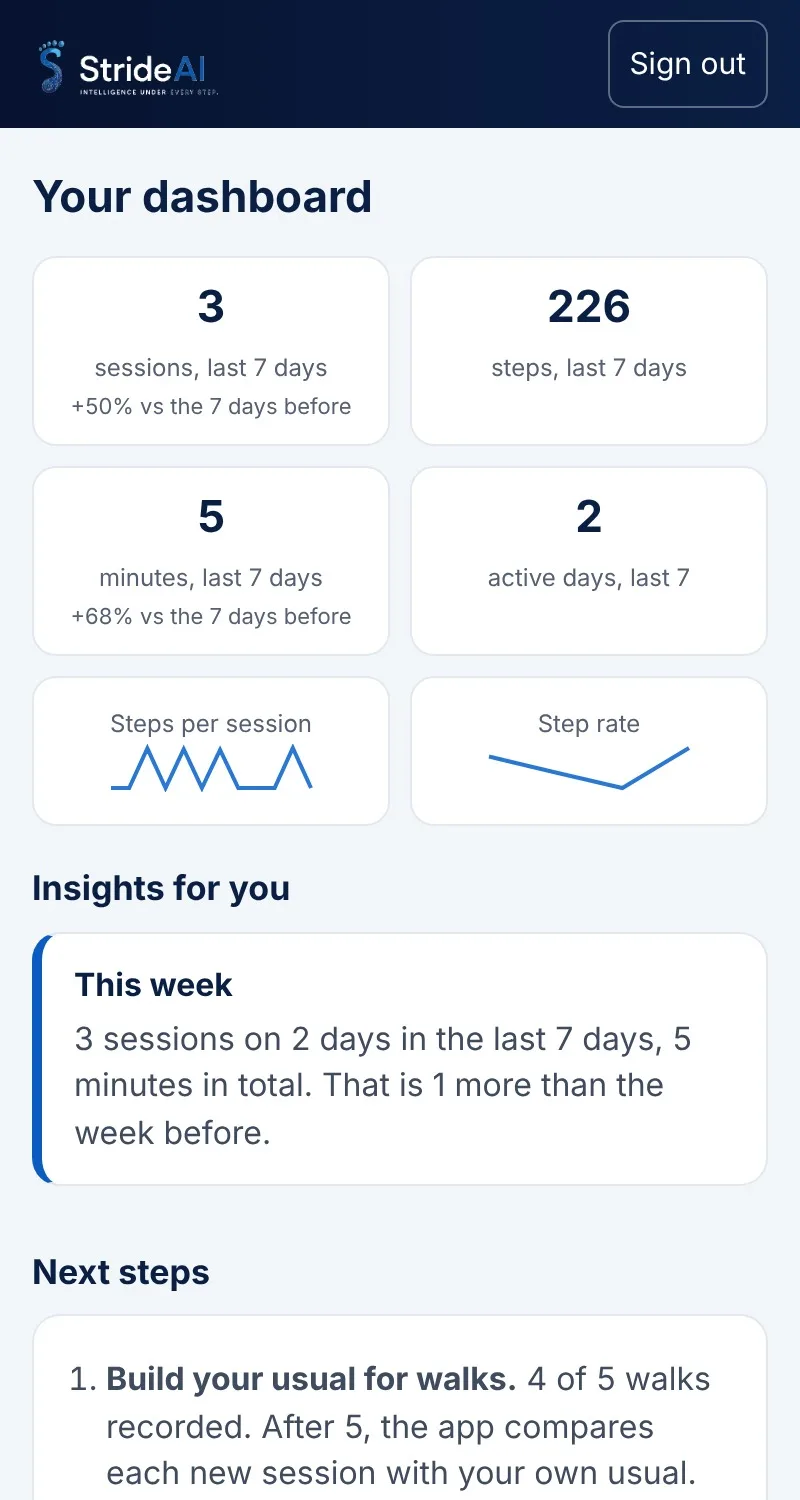 StrideAI
INTELLIGENCE UNDER EVERY STEP.
Sign out
Your dashboard
3
sessions, last 7 days
+50% vs the 7 days before
226
steps, last 7 days
5
minutes, last 7 days
+68% vs the 7 days before
2
active days, last 7
Steps per session
Step rate
Insights for you
This week
3 sessions on 2 days in the last 7 days, 5
minutes in total. That is 1 more than the
week before.
Next steps
1. Build your usual for walks. 4 of 5 walks
recorded. After 5, the app compares
each new session with your own usual.